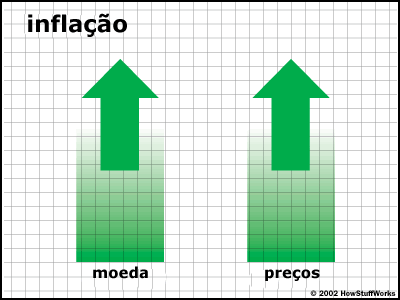 inflação
moeda
preços
© 2002 HowStuffWorks